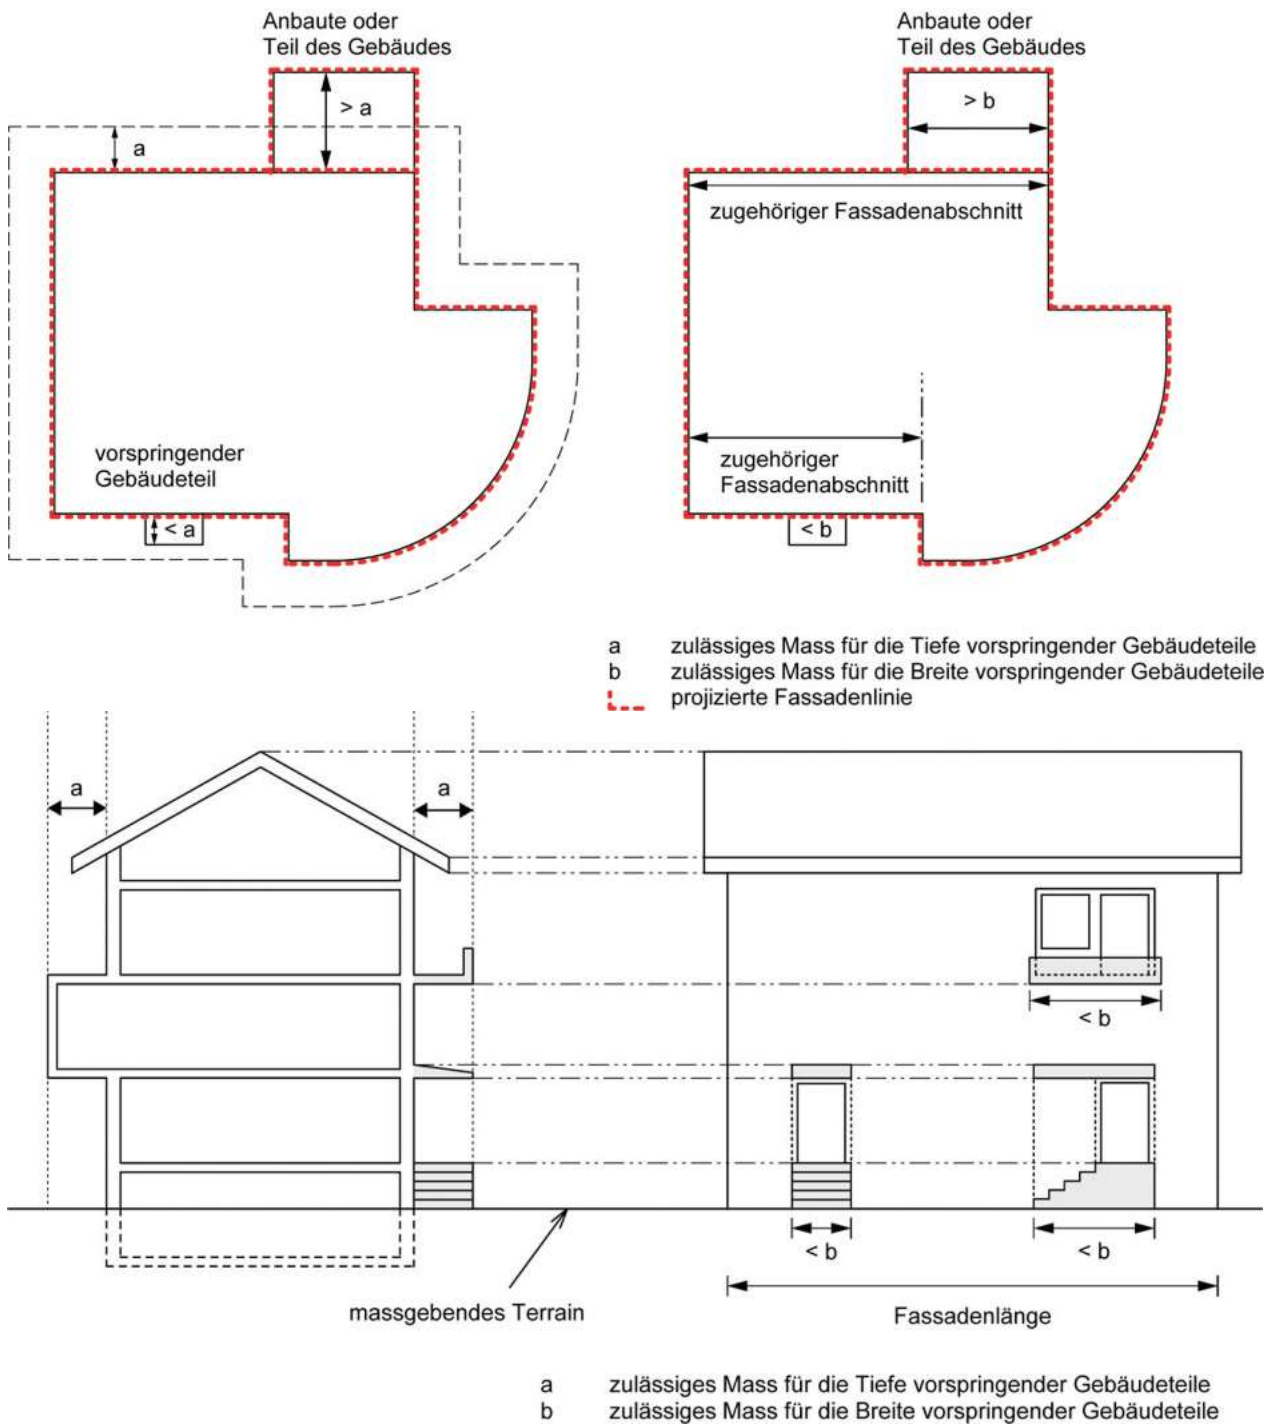 Anbaute oder
Teil des Gebäudes
> a
a
vorspringender
Gebäudeteil
< a
Anbaute oder
Teil des Gebäudes
> b
zugehöriger Fassadenabschnitt
zugehöriger
Fassadenabschnitt
< b
a zulässiges Mass für die Tiefe vorspringender Gebäudeteile
b zulässiges Mass für die Breite vorspringender Gebäudeteile
projizierte Fassadenlinie
a
a
< b
< b
< b
massgebendes Terrain
Fassadenlänge
a zulässiges Mass für die Tiefe vorspringender Gebäudeteile
b zulässiges Mass für die Breite vorspringender Gebäudeteile